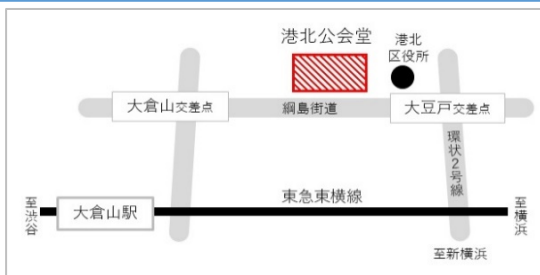 港北公会堂
港北
区役所
大倉山交差点
綱島街道
大豆戸交差点
環状2号線
東急東横線
至渋谷
大倉山駅
至横浜
至新横浜